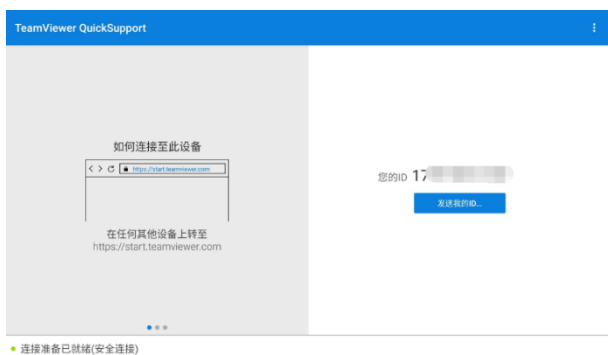 TeamViewer QuickSupport
如何连接至此设备
https://start.teamviewer.com
在任何其他设备上转至
https://start.teamviewer.com
您的ID 17
发送我的ID...
连接准备已就绪(安全连接)